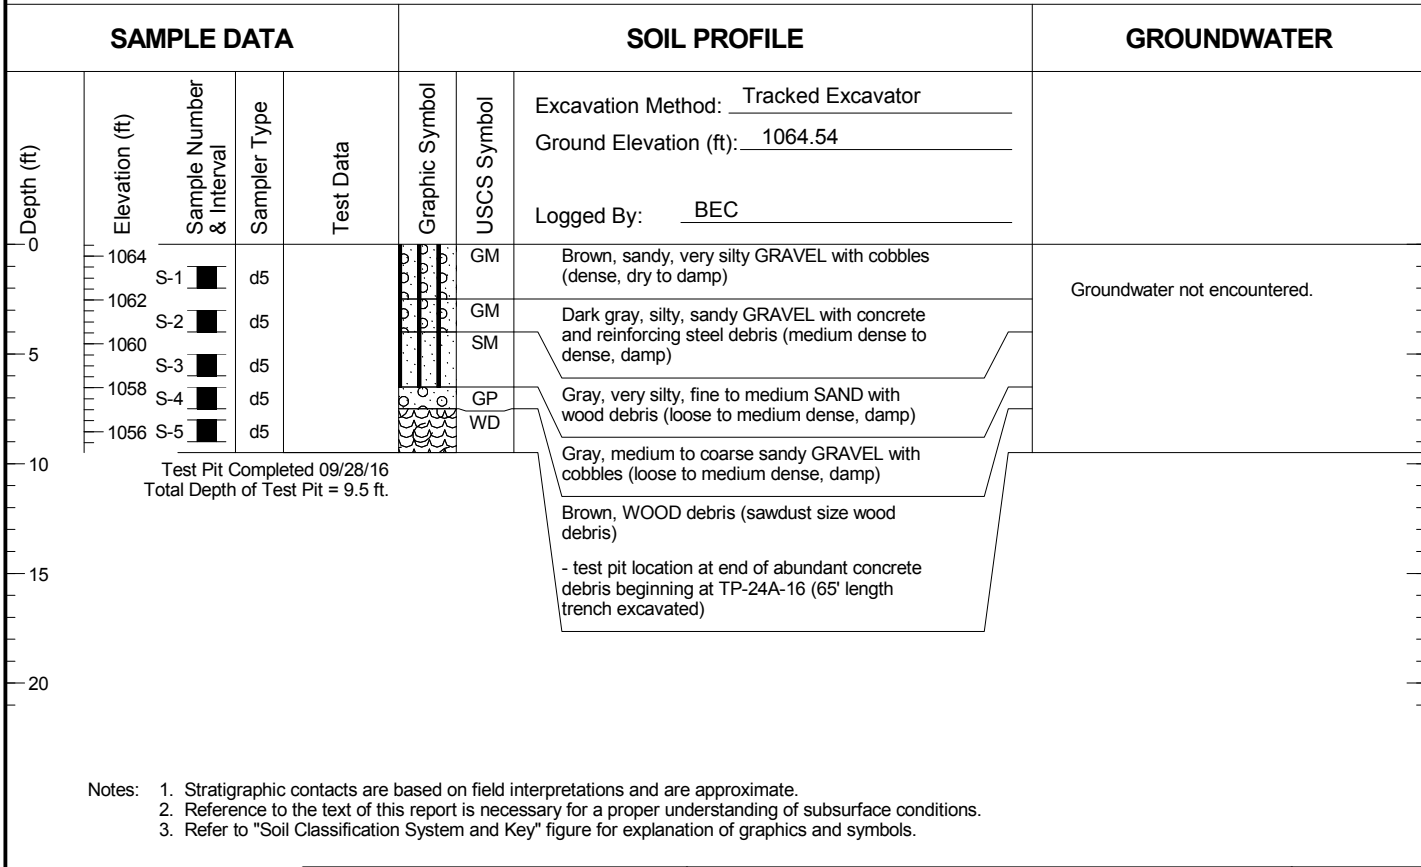 SAMPLE DATA
SOIL PROFILE
GROUNDWATER
Depth (ft)
Elevation (ft)
Sample Number
& Interval
Sampler Type
Test Data
Graphic Symbol
USCS Symbol
Excavation Method: Tracked Excavator
Ground Elevation (ft): 1064.54
Logged By: BEC
0
5
10
15
20
1064
1062
1060
1058
1056
S-1
S-2
S-3
S-4
S-5
d5
d5
d5
d5
d5
GM
GM
SM
GP
WD
Brown, sandy, very silty GRAVEL with cobbles
(dense, dry to damp)
Dark gray, silty, sandy GRAVEL with concrete
and reinforcing steel debris (medium dense to
dense, damp)
Gray, very silty, fine to medium SAND with
wood debris (loose to medium dense, damp)
Gray, medium to coarse sandy GRAVEL with
cobbles (loose to medium dense, damp)
Brown, WOOD debris (sawdust size wood
debris)
- test pit location at end of abundant concrete
debris beginning at TP-24A-16 (65' length
trench excavated)
Groundwater not encountered.
Test Pit Completed 09/28/16
Total Depth of Test Pit = 9.5 ft.
Notes: 1. Stratigraphic contacts are based on field interpretations and are approximate.
2. Reference to the text of this report is necessary for a proper understanding of subsurface conditions.
3. Refer to "Soil Classification System and Key" figure for explanation of graphics and symbols.